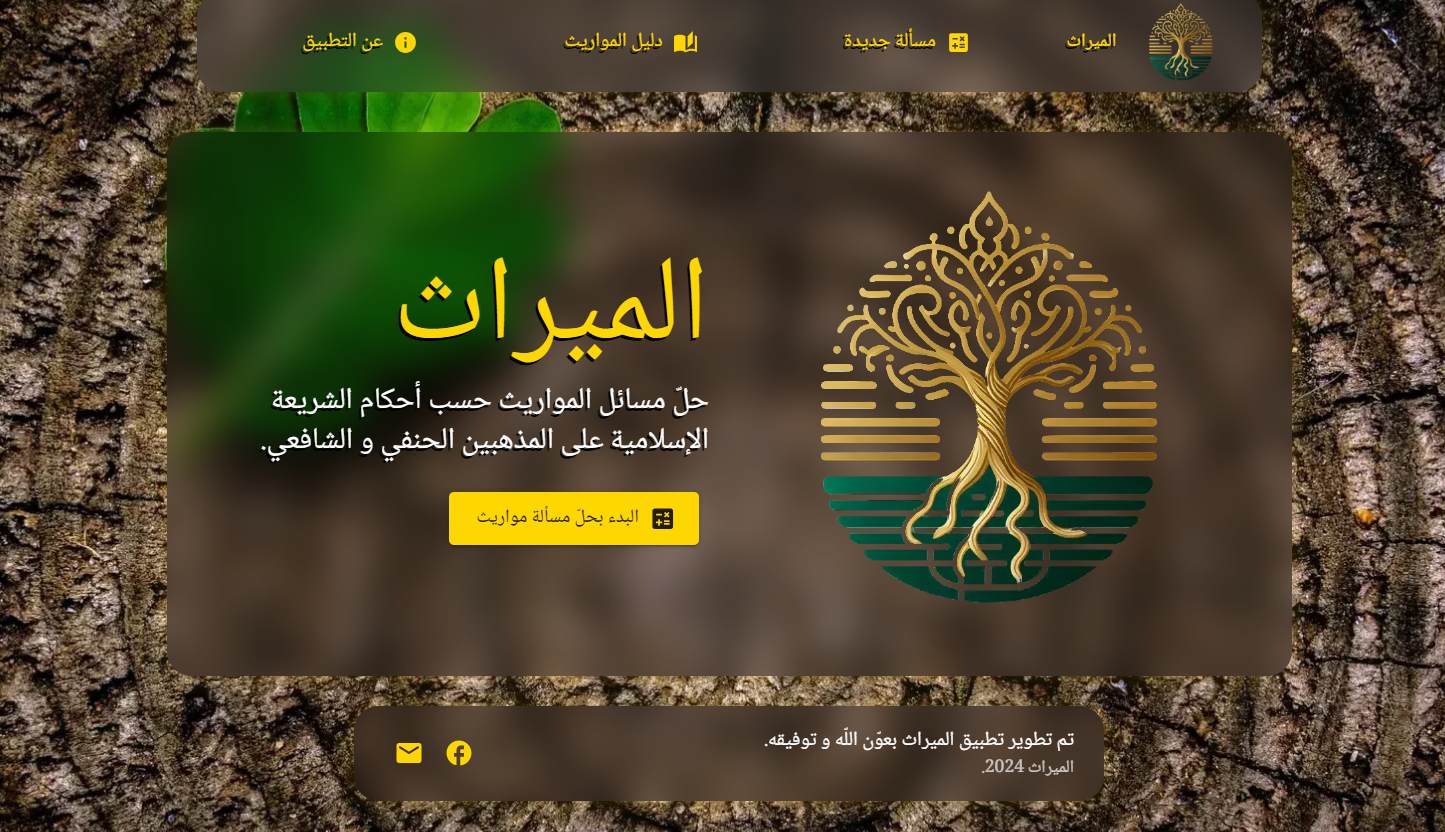 الميراث
مسألة جديدة
دليل المواريث
عن التطبيق
الميراث
حلّ مسائل المواريث حسب أحكام الشريعة
الإسلامية على المذهبين الحنفي و الشافعي.
البدء بحلّ مسألة مواريث
تم تطوير تطبيق الميراث بعوّن اللّه و توفيقه.
الميراث 2024.